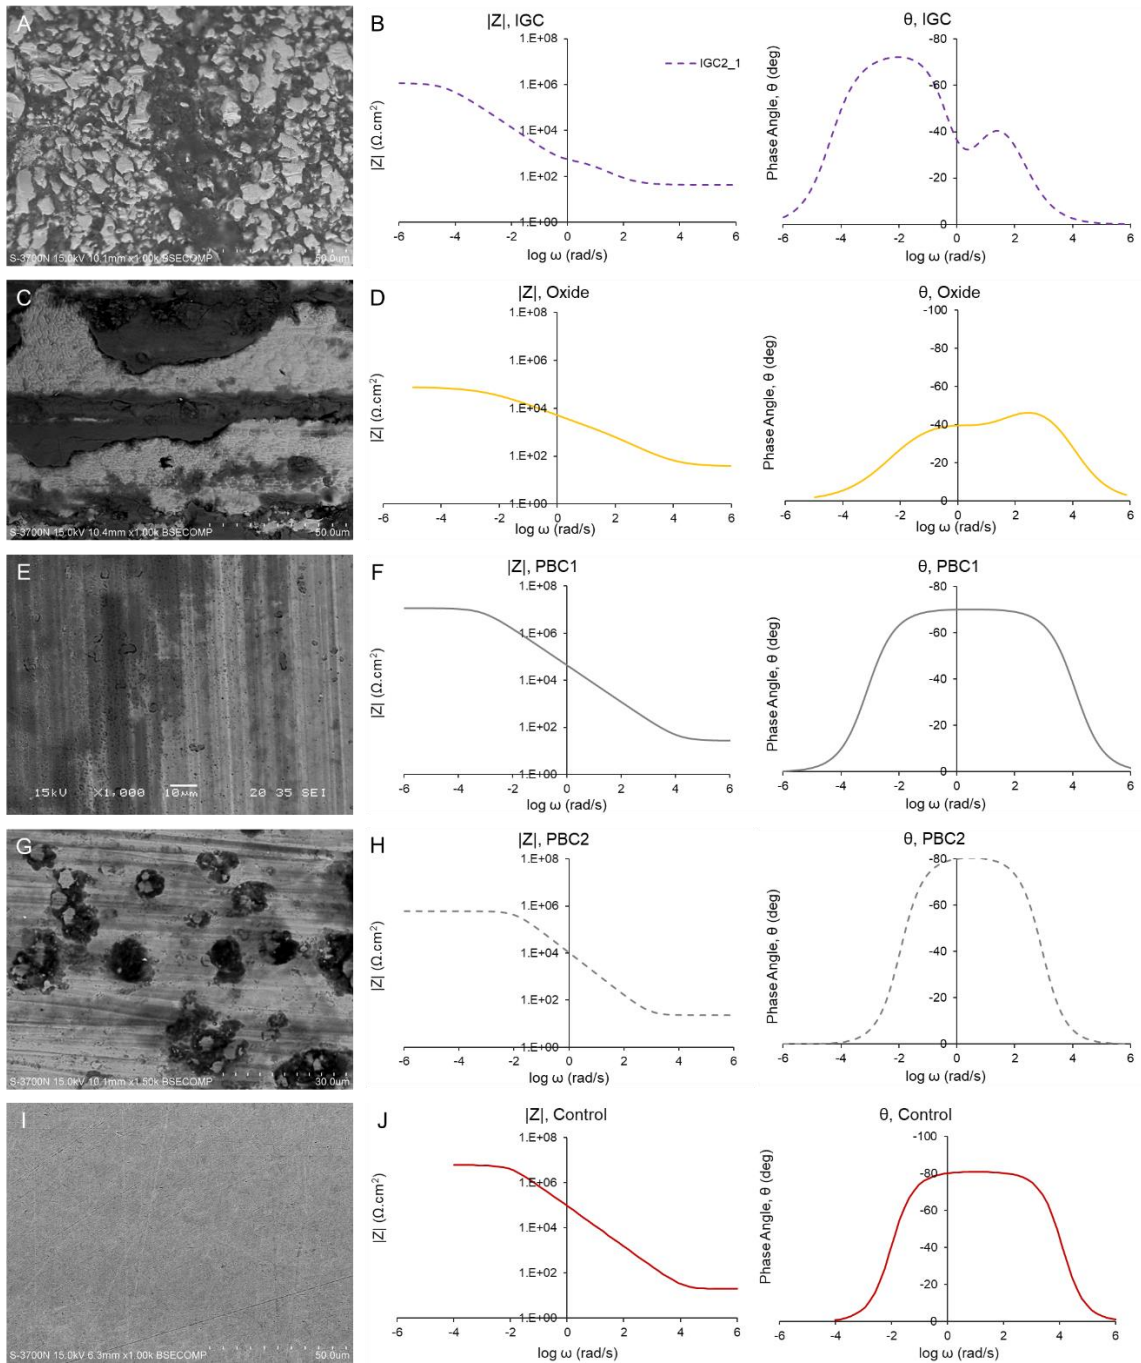 A
S-3700N 15.0kV 10.1mm x1.00k BSECOMP
50.0um
B
|Z|, IGC
1.E+08
1.E+06
1.E+04
1.E+02
1.E+00
|Z| (Ω.cm²)
IGC2_1
-6 -4 -2 0 2 4 6
log ω (rad/s)
θ, IGC
-80
-60
-40
-20
0
Phase Angle, θ (deg)
-6 -4 -2 0 2 4 6
log ω (rad/s)
C
S-3700N 15.0kV 10.4mm x1.00k BSECOMP
50.0um
D
|Z|, Oxide
1.E+08
1.E+06
1.E+04
1.E+02
1.E+00
|Z| (Ω.cm²)
-6 -4 -2 0 2 4 6
log ω (rad/s)
θ, Oxide
-100
-80
-60
-40
-20
0
Phase Angle, θ (deg)
-6 -4 -2 0 2 4 6
log ω (rad/s)
E
15kV X1,000 10μm 20 35 SEI
F
|Z|, PBC1
1.E+08
1.E+06
1.E+04
1.E+02
1.E+00
|Z| (Ω.cm²)
-6 -4 -2 0 2 4 6
log ω (rad/s)
θ, PBC1
-80
-60
-40
-20
0
Phase Angle, θ (deg)
-6 -4 -2 0 2 4 6
log ω (rad/s)
G
S-3700N 15.0kV 10.1mm x1.50k BSECOMP
30.0um
H
|Z|, PBC2
1.E+08
1.E+06
1.E+04
1.E+02
1.E+00
|Z| (Ω.cm²)
-6 -4 -2 0 2 4 6
log ω (rad/s)
θ, PBC2
-80
-60
-40
-20
0
Phase Angle, θ (deg)
-6 -4 -2 0 2 4 6
log ω (rad/s)
I
S-3700N 15.0kV 6.3mm x1.00k BSECOMP
50.0um
J
|Z|, Control
1.E+08
1.E+06
1.E+04
1.E+02
1.E+00
|Z| (Ω.cm²)
-6 -4 -2 0 2 4 6
log ω (rad/s)
θ, Control
-100
-80
-60
-40
-20
0
Phase Angle, θ (deg)
-6 -4 -2 0 2 4 6
log ω (rad/s)